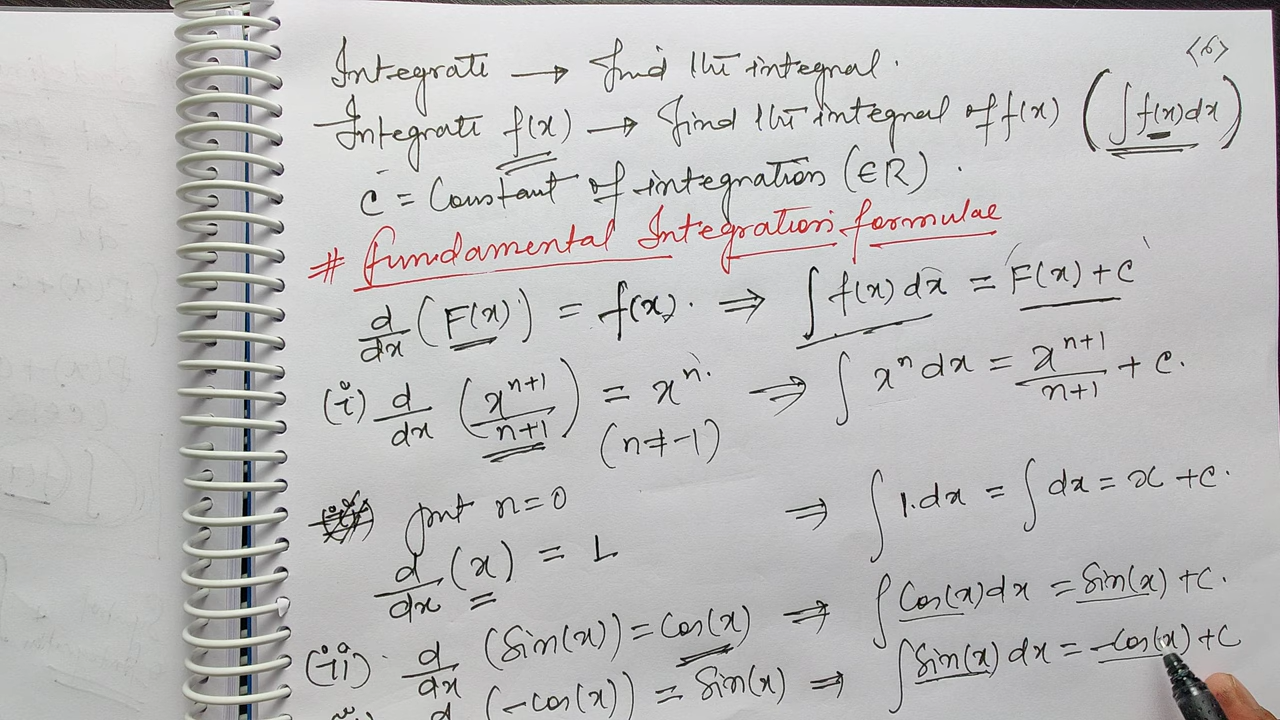 <6>
Integrate → find the integral.
Integrate f(x) → find the integral of f(x) (∫f(x)dx)
c = Constant of integration (∈R).
# Fundamental Integration formulae
d/dx (F(x)) = f(x). ⇒ ∫f(x)dx = F(x)+c
(i) d/dx (x^{n+1}/n+1) = x^n. ⇒ ∫x^n dx = x^{n+1}/n+1 + c.
(n≠-1)
put n=0 ⇒ ∫1.dx = ∫dx = x+c.
d/dx (x) = 1
(ii) d/dx (Sin(x)) = Cos(x) ⇒ ∫Cos(x)dx = Sin(x)+c.
d (-cos(x)) = Sin(x) ⇒ ∫Sin(x)dx = -cos(x)+c